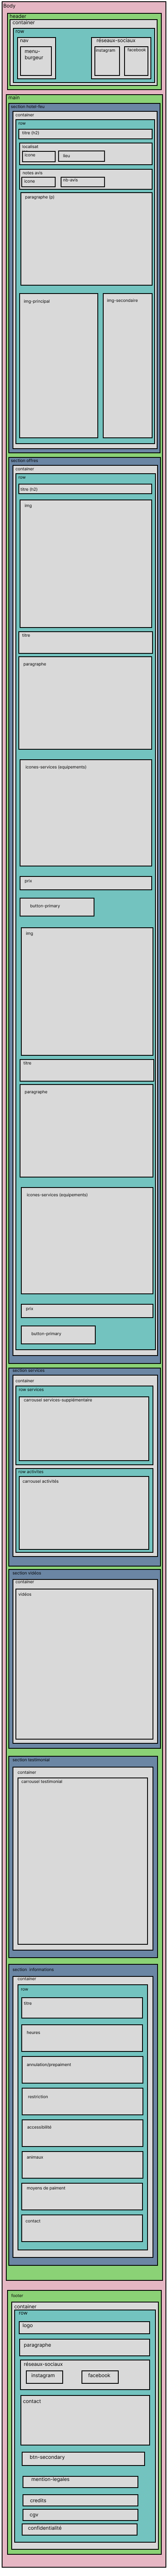 Body
header
container
row
nav
réseaux-sociaux
menu-
burgeur
instagram
facebook
main
section hotel-feu
container
row
titre (h2)
localisat
icone
lieu
notes avis
icone
nb-avis
paragraphe (p)
img-principal
img-secondaire
section offres
container
row
titre (h2)
img
titre
paragraphe
icones-services (equipements)
prix
button-primary
img
titre
paragraphe
icones-services (equipements)
prix
button-primary
section services
container
row services
carrousel services-supplémentaire
row activites
carrousel activités
section vidéos
container
vidéos
section testimonial
container
carrousel testimonial
section informations
container
row
titre
heures
annulation/prepaiment
restriction
accessibilité
animaux
moyens de paiment
contact
footer
container
row
logo
paragraphe
réseaux-sociaux
instagram
facebook
contact
btn-secondary
mention-legales
credits
cgv
confidentialité